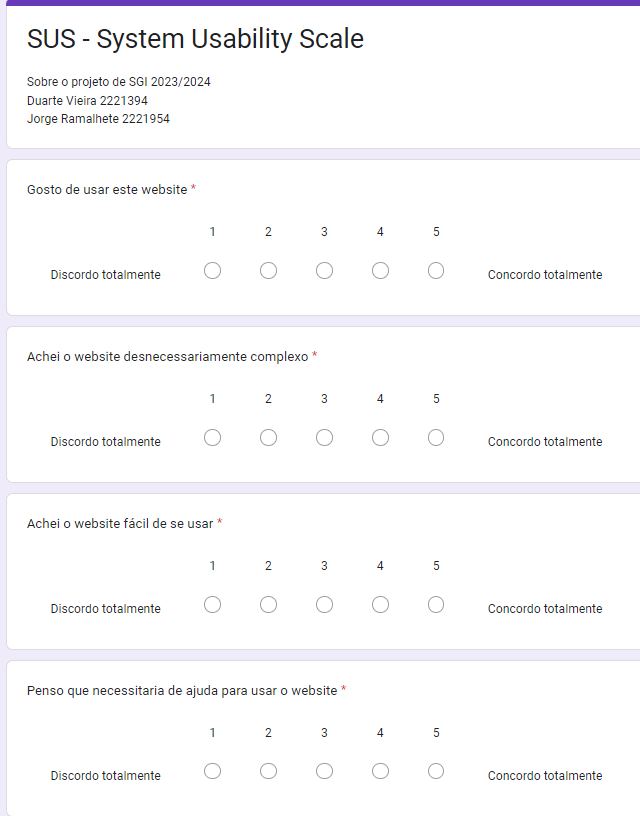 SUS - System Usability Scale
Sobre o projeto de SGI 2023/2024
Duarte Vieira 2221394
Jorge Ramalhete 2221954
Gosto de usar este website *
1 2 3 4 5
Discordo totalmente Concordo totalmente
Achei o website desnecessariamente complexo *
1 2 3 4 5
Discordo totalmente Concordo totalmente
Achei o website fácil de se usar *
1 2 3 4 5
Discordo totalmente Concordo totalmente
Penso que necessitaria de ajuda para usar o website *
1 2 3 4 5
Discordo totalmente Concordo totalmente